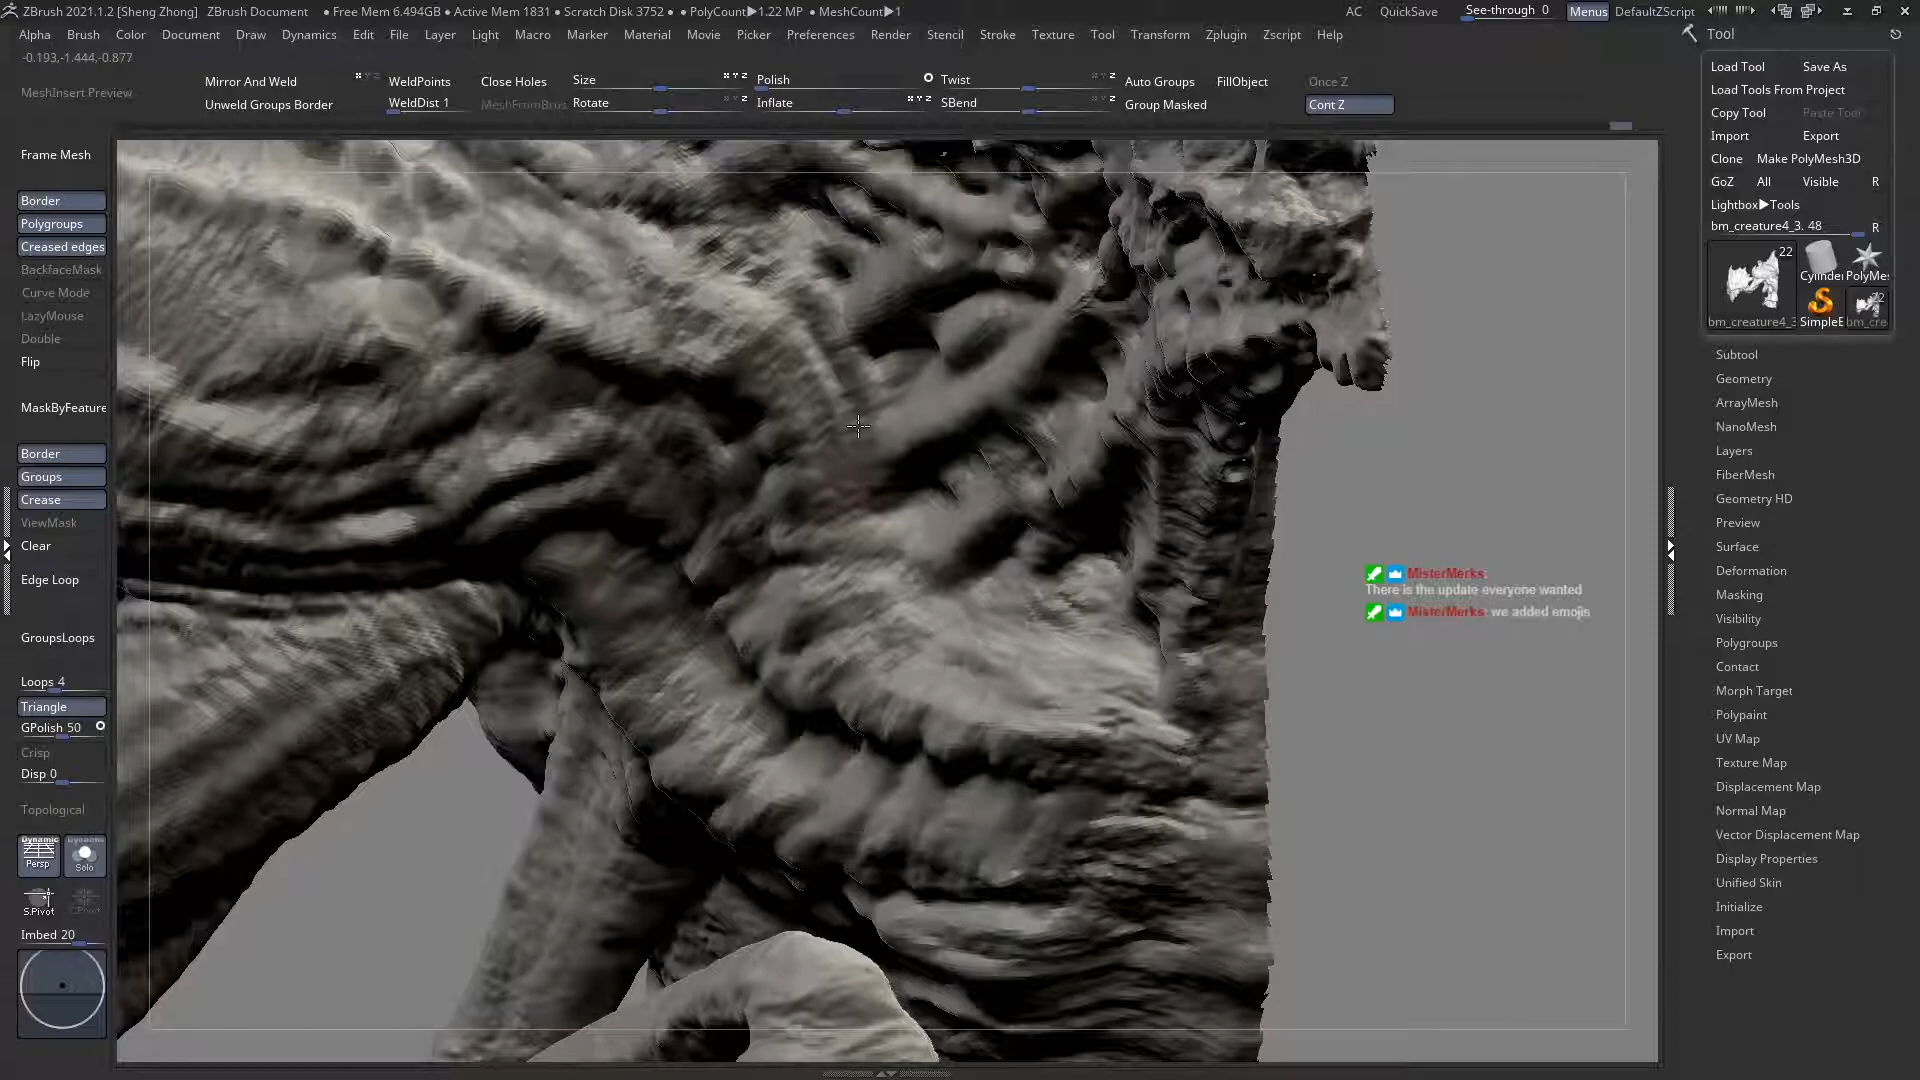 ZBrush 2021.1.2 [Sheng Zhong] ZBrush Document • Free Mem 6.494GB • Active Mem 1831 • Scratch Disk 3752 • • PolyCount▶1.22 MP • MeshCount▶1 AC QuickSave See-through 0 Menus DefaultZScript
Alpha Brush Color Document Draw Dynamics Edit File Layer Light Macro Marker Material Movie Picker Preferences Render Stencil Stroke Texture Tool Transform Zplugin Zscript Help
-0.193,-1.444,-0.877
MeshInsert Preview
Mirror And Weld WeldPoints Close Holes Size Polish Twist Auto Groups FillObject Once Z
Unweld Groups Border WeldDist 1 MeshFromBrus Rotate Inflate SBend Group Masked Cont Z
Frame Mesh
Border
Polygroups
Creased edges
BackfaceMask
Curve Mode
LazyMouse
Double
Flip
MaskByFeature
Border
Groups
Crease
ViewMask
Clear
Edge Loop
GroupsLoops
Loops 4
Triangle
GPolish 50
Crisp
Disp 0
Topological
Dynamic
Persp
Solo
S.Pivot
Imbed 20
MisterMerks:
There is the update everyone wanted
MisterMerks: we added emojis
Tool
Load Tool Save As
Load Tools From Project
Copy Tool Paste Tool
Import Export
Clone Make PolyMesh3D
GoZ All Visible R
Lightbox▶Tools
bm_creature4_3. 48 R
22
Cylinder PolyMes
22
bm_creature4_3 SimpleE bm_cre
Subtool
Geometry
ArrayMesh
NanoMesh
Layers
FiberMesh
Geometry HD
Preview
Surface
Deformation
Masking
Visibility
Polygroups
Contact
Morph Target
Polypaint
UV Map
Texture Map
Displacement Map
Normal Map
Vector Displacement Map
Display Properties
Unified Skin
Initialize
Import
Export